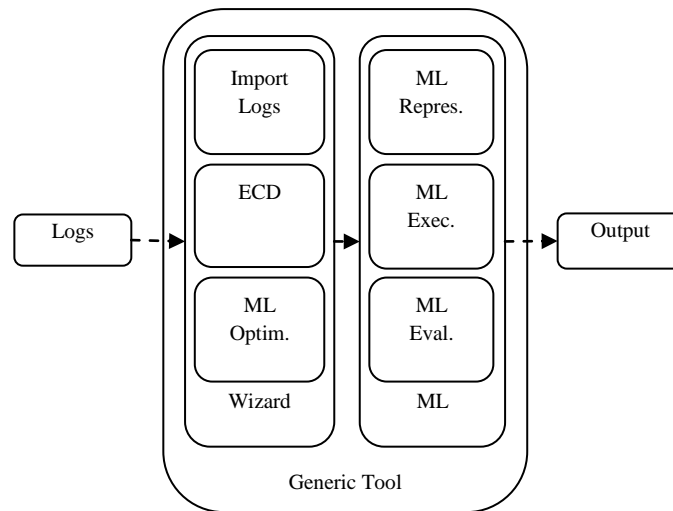 Logs
Import
Logs
ECD
ML
Optim.
Wizard
ML
Repres.
ML
Exec.
ML
Eval.
ML
Generic Tool
Output